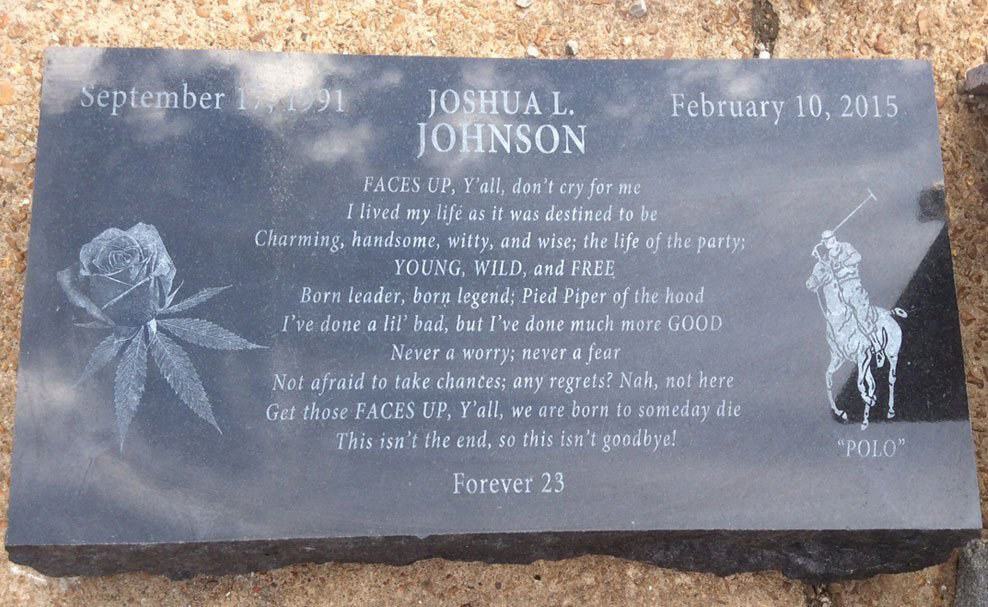 September 17, 1991
JOSHUA L.
JOHNSON
February 10, 2015
FACES UP, Y'all, don't cry for me
I lived my life as it was destined to be
Charming, handsome, witty, and wise; the life of the party;
YOUNG, WILD, and FREE
Born leader, born legend; Pied Piper of the hood
I've done a lil' bad, but I've done much more GOOD
Never a worry; never a fear
Not afraid to take chances; any regrets? Nah, not here
Get those FACES UP, Y'all, we are born to someday die
This isn't the end, so this isn't goodbye!
"POLO"
Forever 23